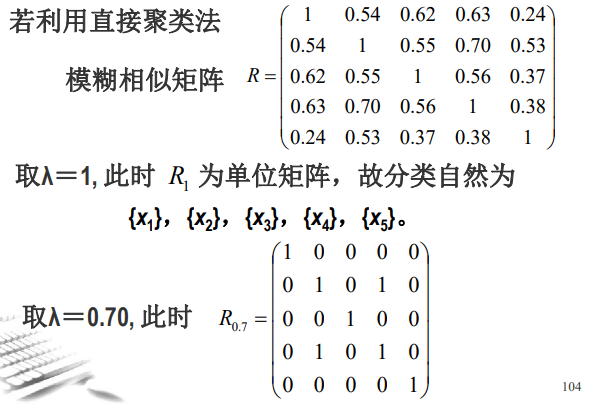 若利用直接聚类法
模糊相似矩阵 R =
1 0.54 0.62 0.63 0.24
0.54 1 0.55 0.70 0.53
0.62 0.55 1 0.56 0.37
0.63 0.70 0.56 1 0.38
0.24 0.53 0.37 0.38 1
取λ＝1, 此时 R₁ 为单位矩阵，故分类自然为
{x₁}，{x₂}，{x₃}，{x₄}，{x₅}。
取λ＝0.70, 此时 R₀.₇ =
1 0 0 0 0
0 1 0 1 0
0 0 1 0 0
0 1 0 1 0
0 0 0 0 1
104